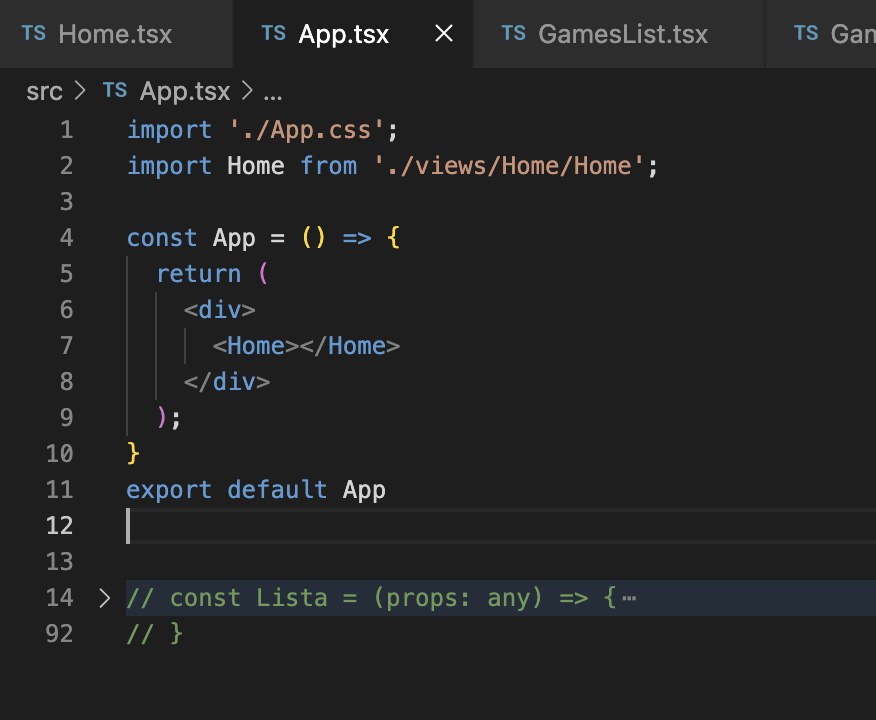 TS Home.tsx TS App.tsx × TS GamesList.tsx TS Gam
src > TS App.tsx > ...
1 import './App.css';
2 import Home from './views/Home/Home';
3
4 const App = () => {
5 return (
6 <div>
7 <Home></Home>
8 </div>
9 );
10 }
11 export default App
12
13
14 > // const Lista = (props: any) => {⋯
92 // }